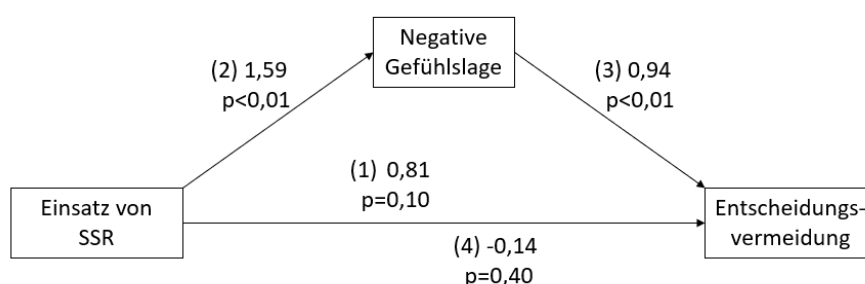 Negative
Gefühlslage
(2) 1,59
p<0,01
(3) 0,94
p<0,01
(1) 0,81
p=0,10
Einsatz von
SSR
Entscheidungs-
vermeidung
(4) -0,14
p=0,40